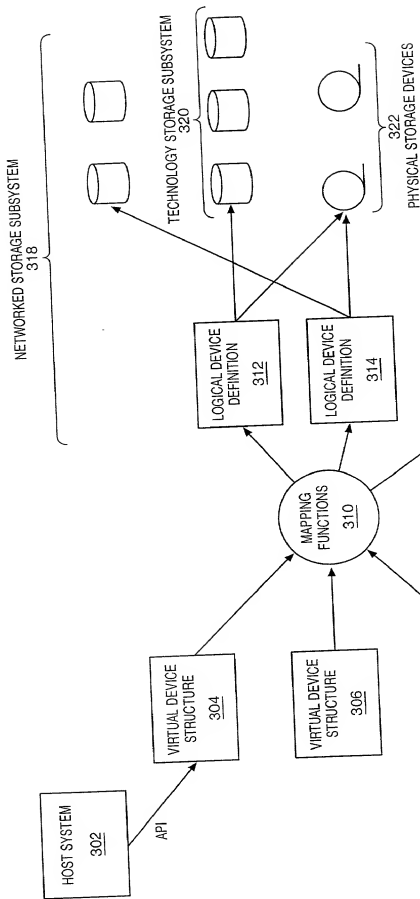 NETWORKED STORAGE SUBSYSTEM
318
TECHNOLOGY STORAGE SUBSYSTEM
320
322
PHYSICAL STORAGE DEVICES
LOGICAL DEVICE
DEFINITION
312
LOGICAL DEVICE
DEFINITION
314
MAPPING
FUNCTIONS
310
VIRTUAL DEVICE
STRUCTURE
304
VIRTUAL DEVICE
STRUCTURE
306
HOST SYSTEM
302
API